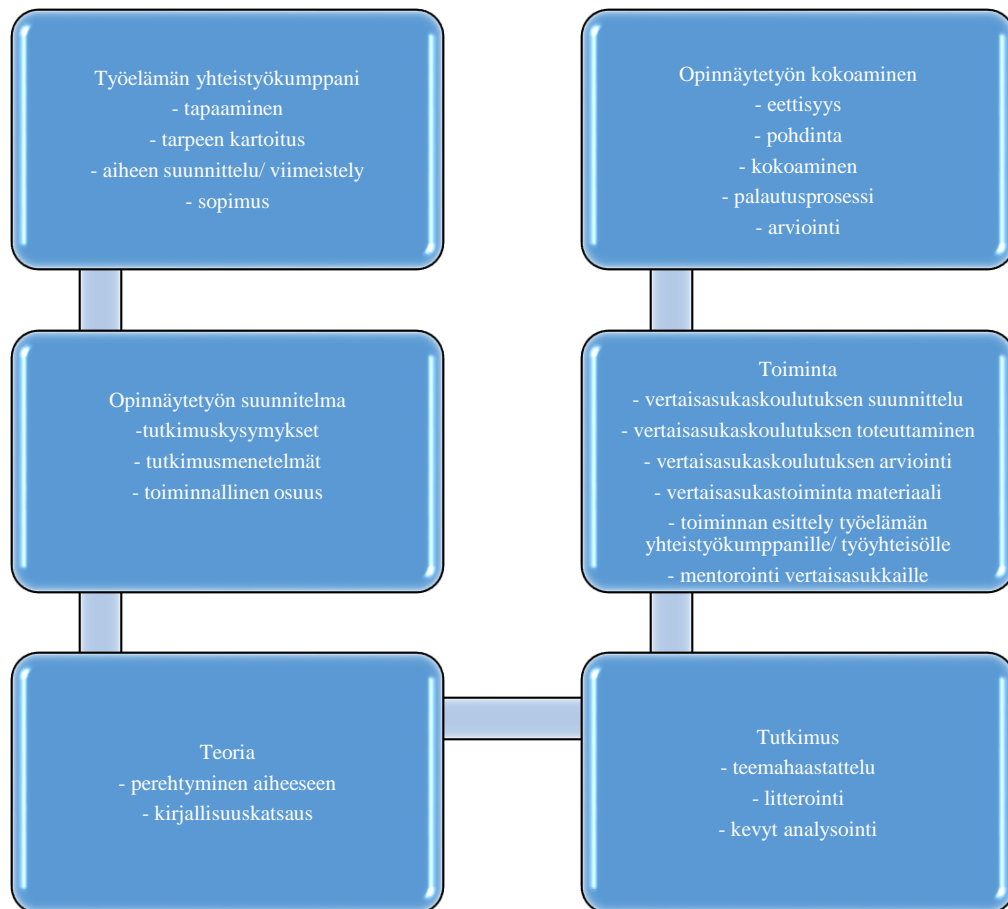 Työelämän yhteistyökumppani
- tapaaminen
- tarpeen kartoitus
- aiheen suunnittelu/ viimeistely
- sopimus
Opinnäytetyön suunnitelma
-tutkimuskysymykset
- tutkimusmenetelmät
- toiminnallinen osuus
Teoria
- perehtyminen aiheeseen
- kirjallisuuskatsaus
Tutkimus
- teemahaastattelu
- litterointi
- kevyt analysointi
Toiminta
- vertaisasukaskoulutuksen suunnittelu
- vertaisasukaskoulutuksen toteuttaminen
- vertaisasukaskoulutuksen arviointi
- vertaisasukastoiminta materiaali
- toiminnan esittely työelämän
yhteistyökumppanille/ työyhteisölle
- mentorointi vertaisasukkaille
Opinnäytetyön kokoaminen
- eettisyys
- pohdinta
- kokoaminen
- palautusprosessi
- arviointi